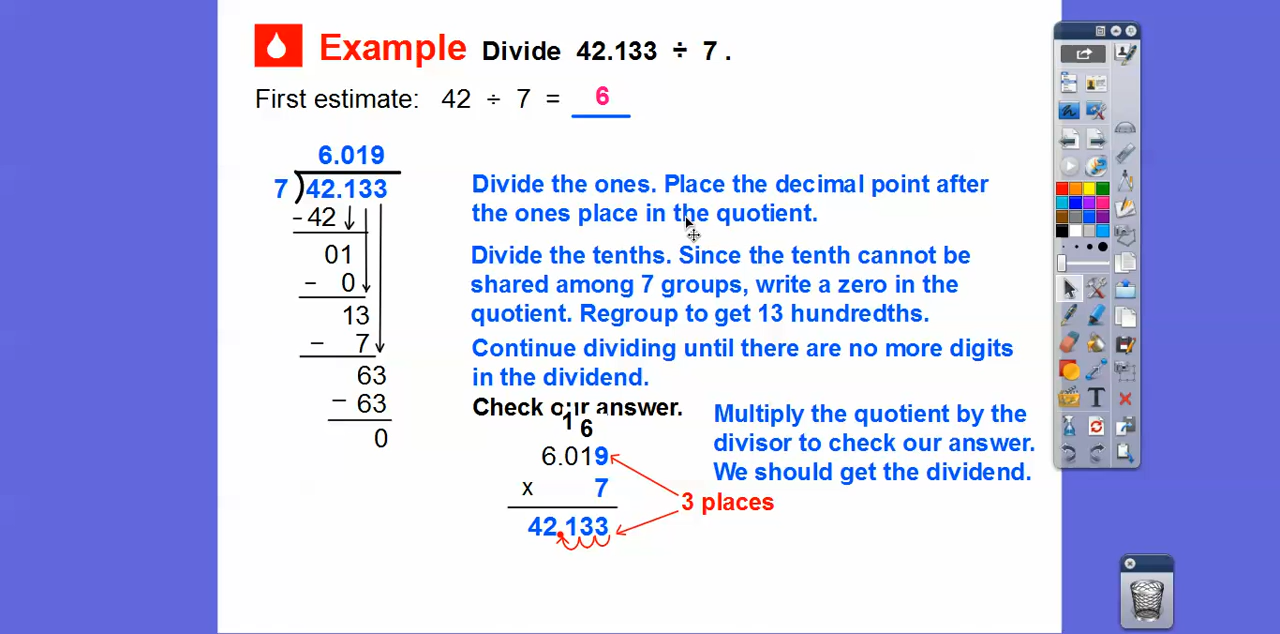 Example Divide 42.133 ÷ 7 .
First estimate: 42 ÷ 7 = 6
6.019
7 ) 42.133
- 42
01
- 0
13
- 7
63
- 63
0
Divide the ones. Place the decimal point after
the ones place in the quotient.
Divide the tenths. Since the tenth cannot be
shared among 7 groups, write a zero in the
quotient. Regroup to get 13 hundredths.
Continue dividing until there are no more digits
in the dividend.
Check our answer.
1 6
6.019
x 7
42.133
3 places
Multiply the quotient by the
divisor to check our answer.
We should get the dividend.
T